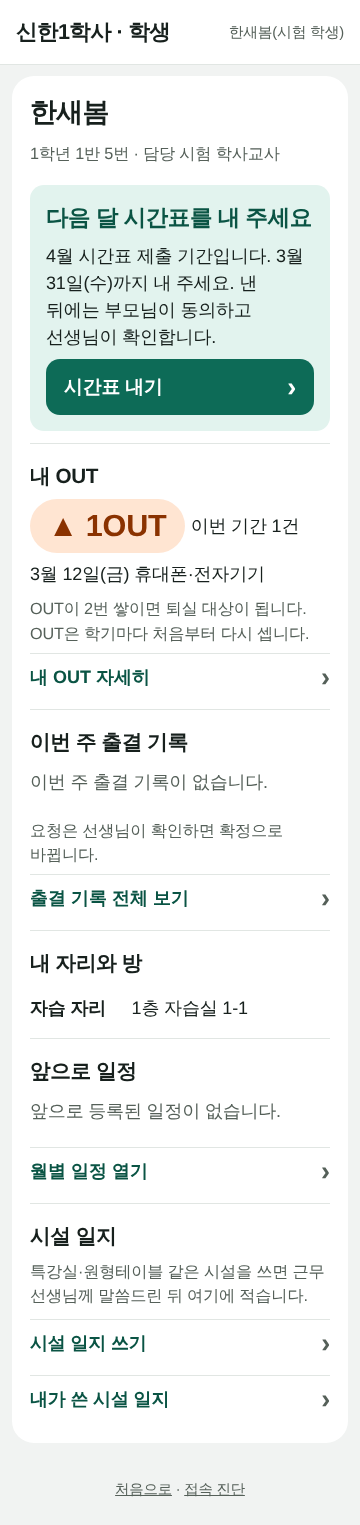 신한1학사 · 학생
한새봄(시험 학생)
한새봄
1학년 1반 5번 · 담당 시험 학사교사
다음 달 시간표를 내 주세요
4월 시간표 제출 기간입니다. 3월
31일(수)까지 내 주세요. 낸
뒤에는 부모님이 동의하고
선생님이 확인합니다.
시간표 내기 ›
내 OUT
▲ 1OUT 이번 기간 1건
3월 12일(금) 휴대폰·전자기기
OUT이 2번 쌓이면 퇴실 대상이 됩니다.
OUT은 학기마다 처음부터 다시 셉니다.
내 OUT 자세히 ›
이번 주 출결 기록
이번 주 출결 기록이 없습니다.
요청은 선생님이 확인하면 확정으로
바뀝니다.
출결 기록 전체 보기 ›
내 자리와 방
자습 자리 1층 자습실 1-1
앞으로 일정
앞으로 등록된 일정이 없습니다.
월별 일정 열기 ›
시설 일지
특강실·원형테이블 같은 시설을 쓰면 근무
선생님께 말씀드린 뒤 여기에 적습니다.
시설 일지 쓰기 ›
내가 쓴 시설 일지 ›
처음으로 · 접속 진단